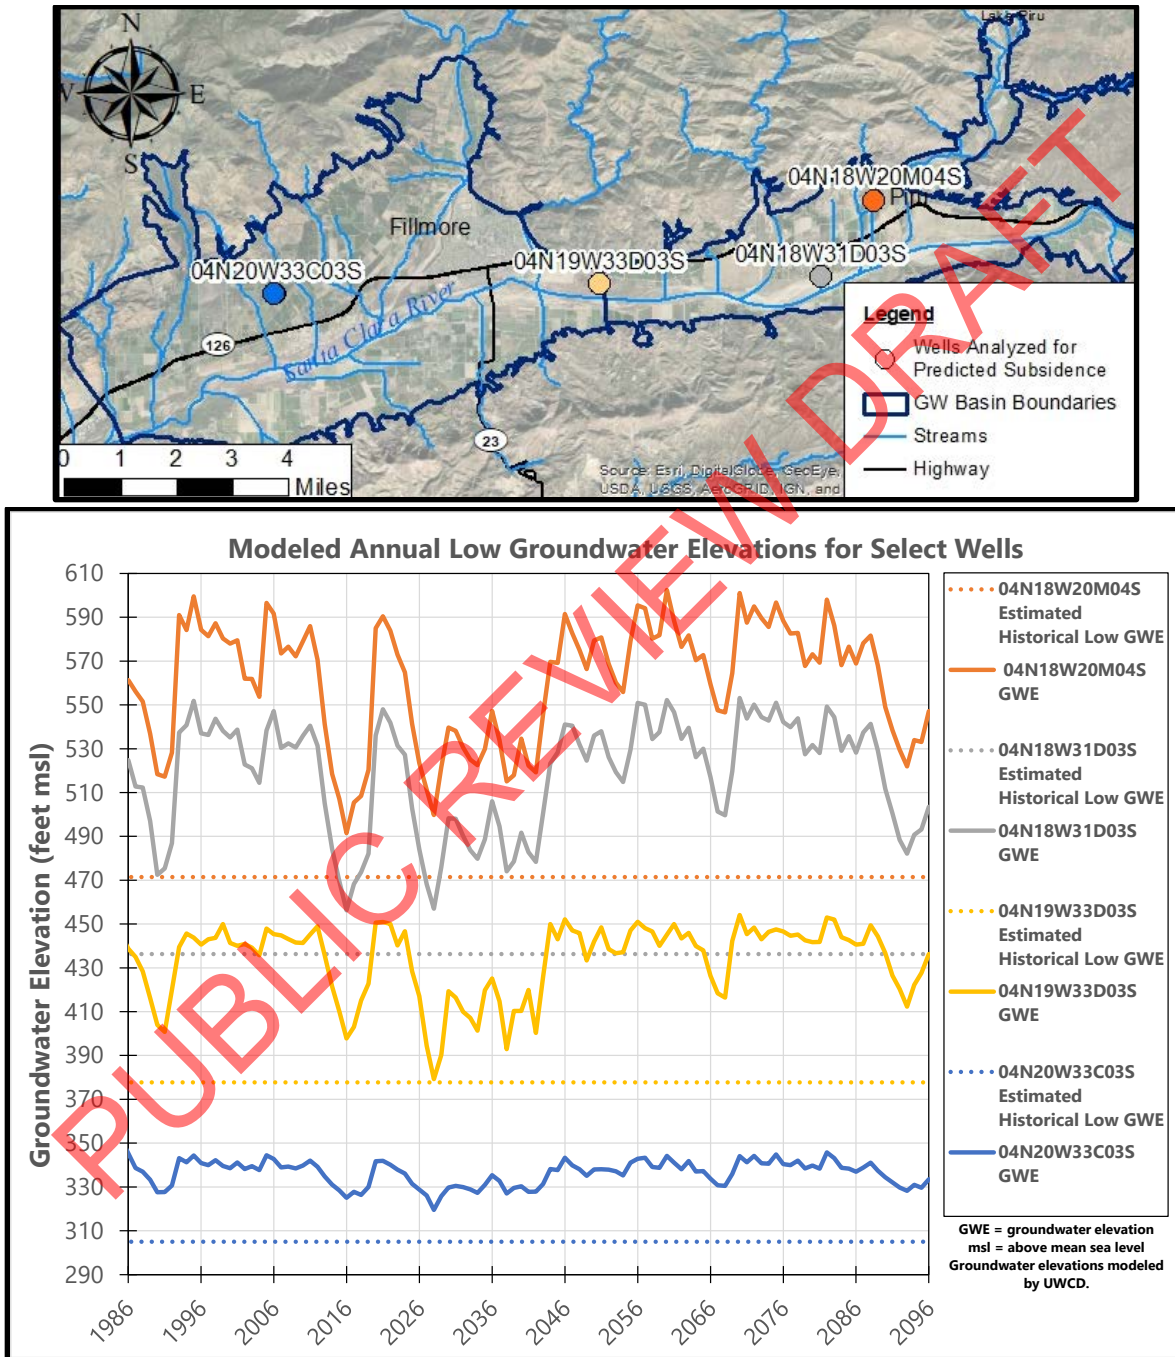 N
W
E
S
Lake Piru
04N18W20M04S
Piru
Fillmore
04N20W33C03S
04N19W33D03S
04N18W31D03S
126
Santa Clara River
23
0 1 2 3 4
Miles
Source: Esri, DigitalGlobe, GeoEye,
USDA, USGS, AeroGRID, IGN, and
Legend
Wells Analyzed for
Predicted Subsidence
GW Basin Boundaries
Streams
Highway
PUBLIC REVIEW DRAFT
Modeled Annual Low Groundwater Elevations for Select Wells
Groundwater Elevation (feet msl)
610
590
570
550
530
510
490
470
450
430
410
390
370
350
330
310
290
1986 1996 2006 2016 2026 2036 2046 2056 2066 2076 2086 2096
04N18W20M04S
Estimated
Historical Low GWE
04N18W20M04S
GWE
04N18W31D03S
Estimated
Historical Low GWE
04N18W31D03S
GWE
04N19W33D03S
Estimated
Historical Low GWE
04N19W33D03S
GWE
04N20W33C03S
Estimated
Historical Low GWE
04N20W33C03S
GWE
GWE = groundwater elevation
msl = above mean sea level
Groundwater elevations modeled
by UWCD.